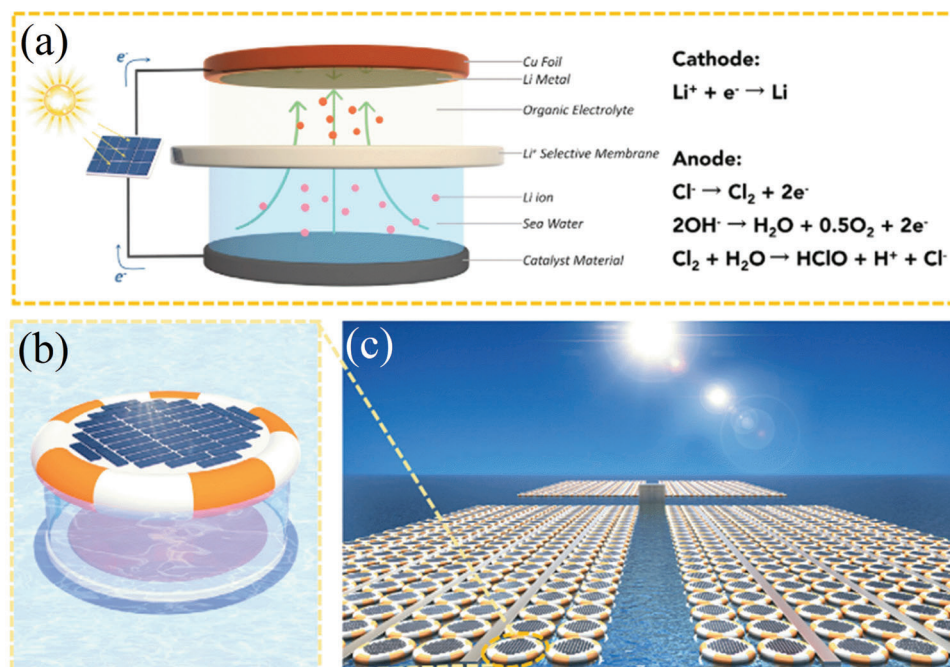 (a)
e⁻
Cu Foil
Li Metal
Organic Electrolyte
Li⁺ Selective Membrane
Li ion
Sea Water
Catalyst Material
e⁻
Cathode:
Li⁺ + e⁻ → Li
Anode:
Cl⁻ → Cl₂ + 2e⁻
2OH⁻ → H₂O + 0.5O₂ + 2e⁻
Cl₂ + H₂O → HClO + H⁺ + Cl⁻
(b)
(c)